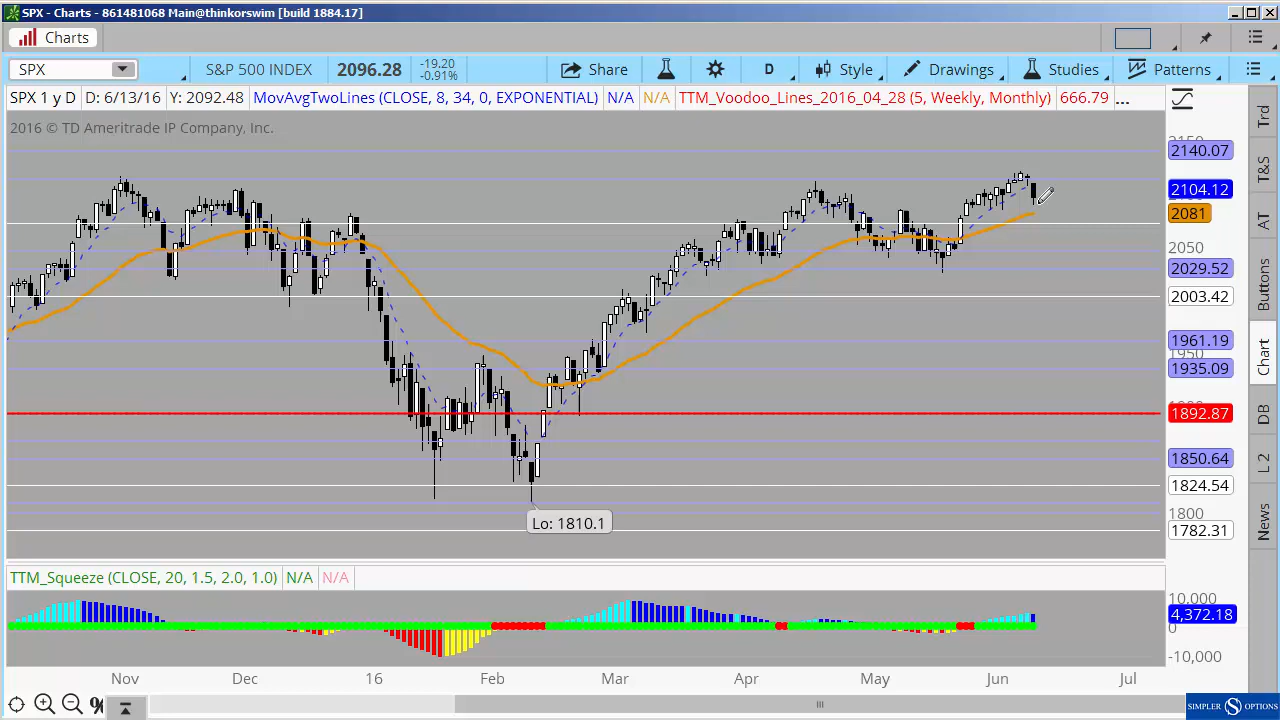 SPX - Charts - 861481068 Main@thinkorswim [build 1884.17]
Charts
SPX
S&P 500 INDEX
2096.28
-19.20
-0.91%
Share
D
Style
Drawings
Studies
Patterns
SPX 1 y D
D: 6/13/16
Y: 2092.48
MovAvgTwoLines (CLOSE, 8, 34, 0, EXPONENTIAL)
N/A
N/A
TTM_Voodoo_Lines_2016_04_28 (5, Weekly, Monthly)
666.79
...
2016 © TD Ameritrade IP Company, Inc.
2140.07
2104.12
2081
2050
2029.52
2003.42
1961.19
1950
1935.09
1892.87
1850.64
1824.54
1800
1782.31
Lo: 1810.1
TTM_Squeeze (CLOSE, 20, 1.5, 2.0, 1.0)
N/A
N/A
10,000
4,372.18
0
-10,000
Nov
Dec
16
Feb
Mar
Apr
May
Jun
Jul
Trd
T&S
AT
Buttons
Chart
DB
L 2
News
%
SIMPLER S OPTIONS